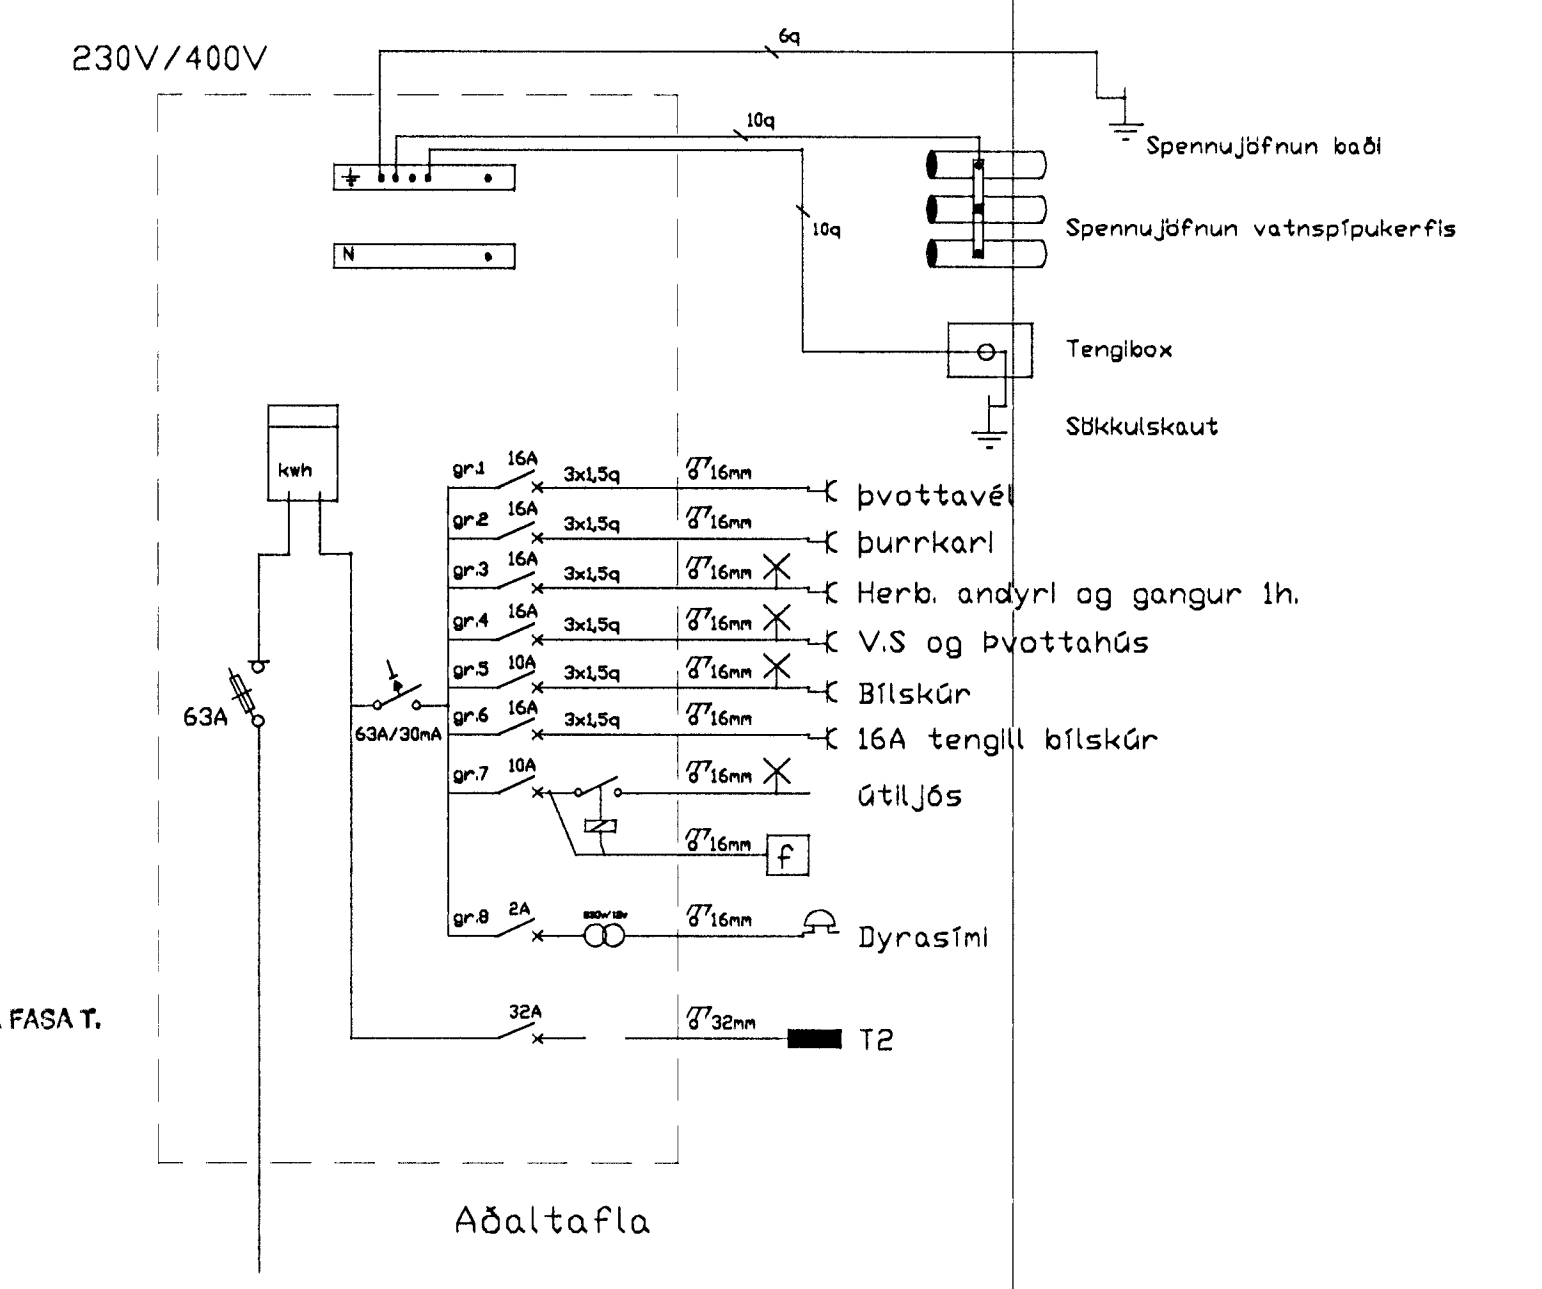 230V/400V
6q
10q
Spennujöfnun baði
10q
Spennujöfnun vatnspípukerfis
N
Tengibox
Sökkulskaut
kwh
gr.1 16A 3x1,5q 16mm þvottavél
gr.2 16A 3x1,5q 16mm þurrkari
gr.3 16A 3x1,5q 16mm Herb. andyri og gangur 1h.
gr.4 16A 3x1,5q 16mm V.S og Þvottahús
gr.5 10A 3x1,5q 16mm Bílskúr
63A
63A/30mA
gr.6 16A 3x1,5q 16mm 16A tengill bílskúr
gr.7 10A 16mm útiljós
16mm f
gr.8 2A 16mm Dyrasími
FASA T.
32A 32mm T2
Aðaltafla